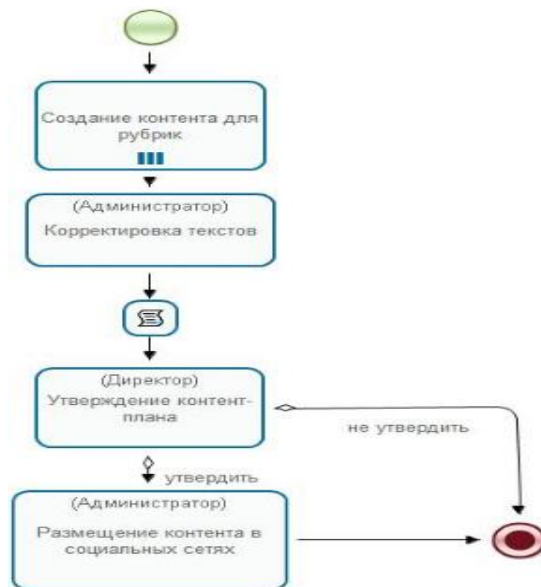 Создание контента для
рубрик
(Администратор)
Корректировка текстов
(Директор)
Утверждение контент-
плана
не утвердить
утвердить
(Администратор)
Размещение контента в
социальных сетях